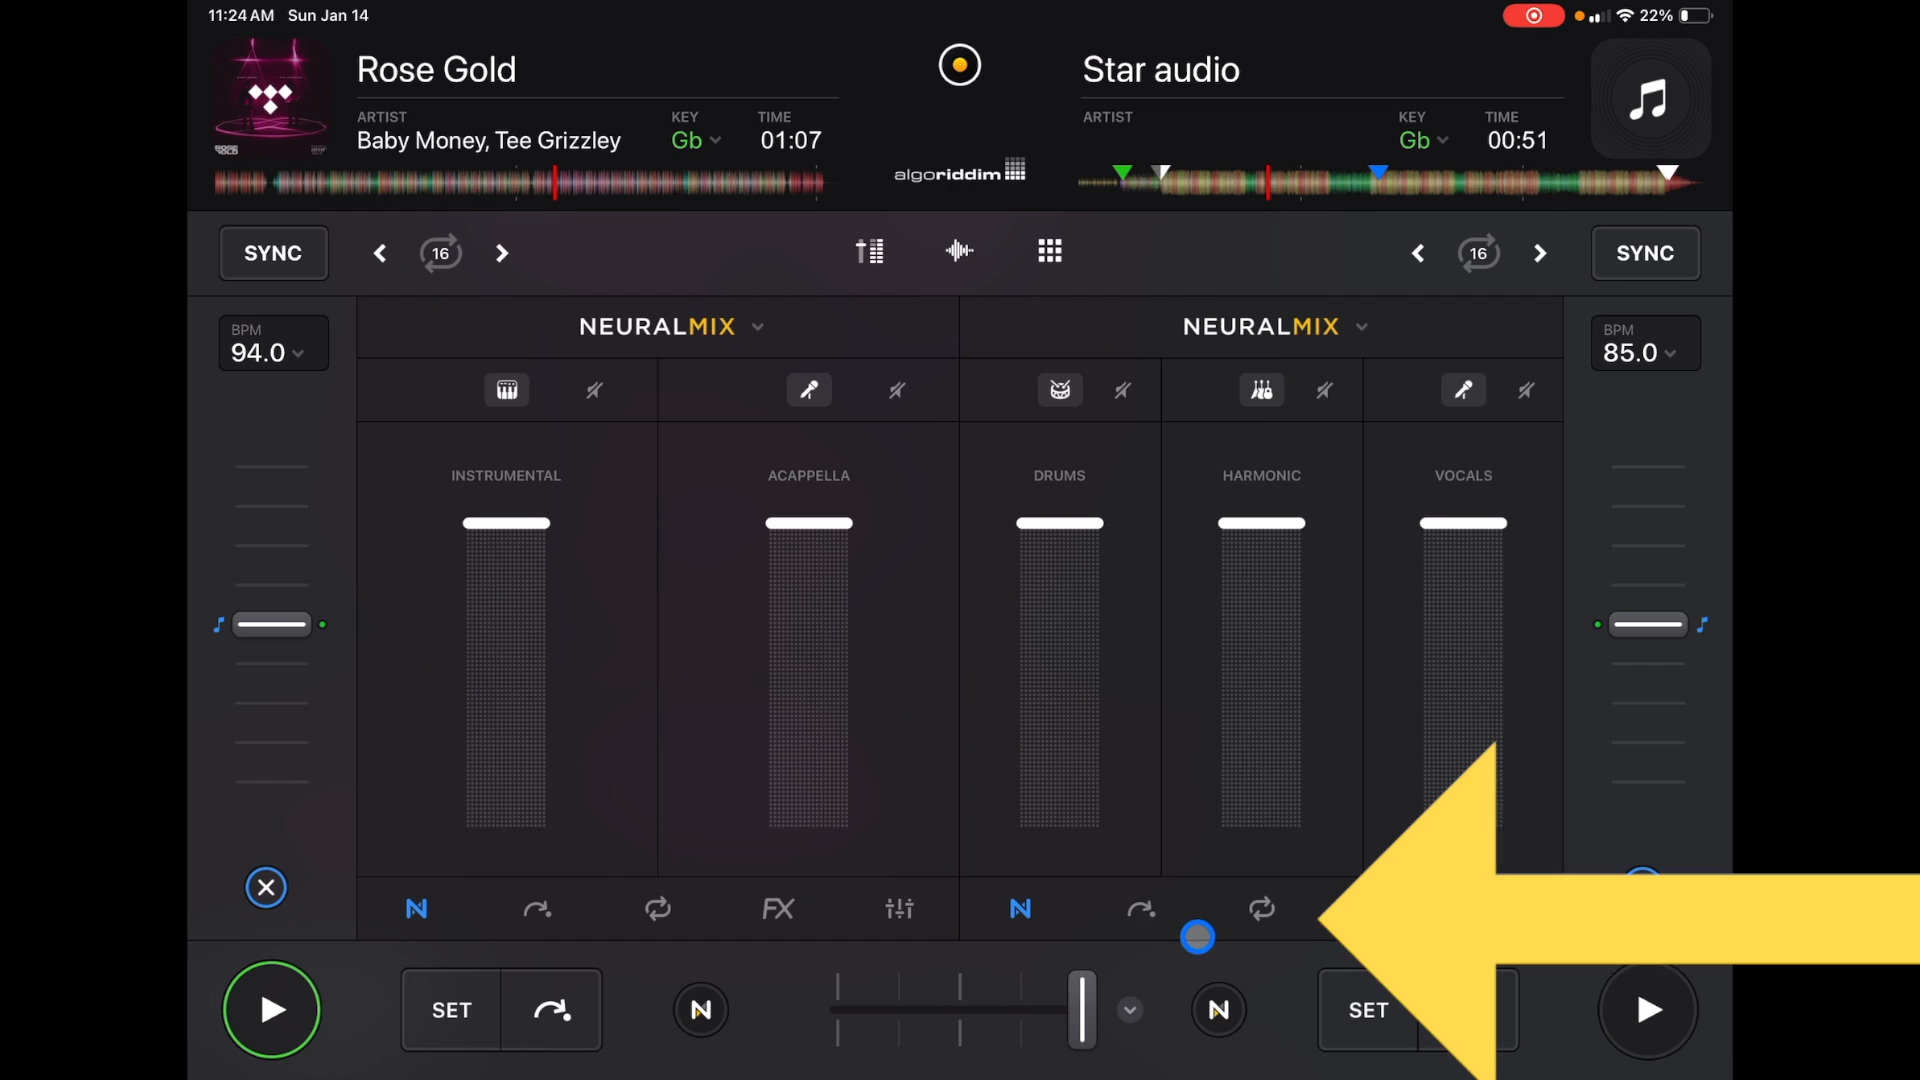 11:24 AM Sun Jan 14
22%
Rose Gold
ARTIST
Baby Money, Tee Grizzley
KEY
Gb
TIME
01:07
algoriddim
Star audio
ARTIST
KEY
Gb
TIME
00:51
SYNC
16
16
SYNC
BPM
94.0
NEURALMIX
NEURALMIX
BPM
85.0
INSTRUMENTAL
ACAPPELLA
DRUMS
HARMONIC
VOCALS
FX
SET
SET